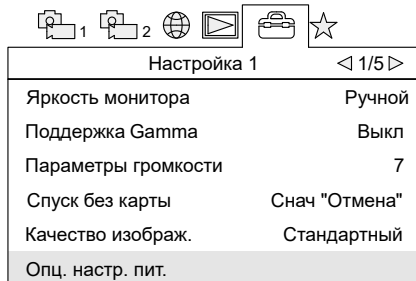 1 2
Настройка 1 1/5
Яркость монитора Ручной
Поддержка Gamma Выкл
Параметры громкости 7
Спуск без карты Снач "Отмена"
Качество изображ. Стандартный
Опц. настр. пит.